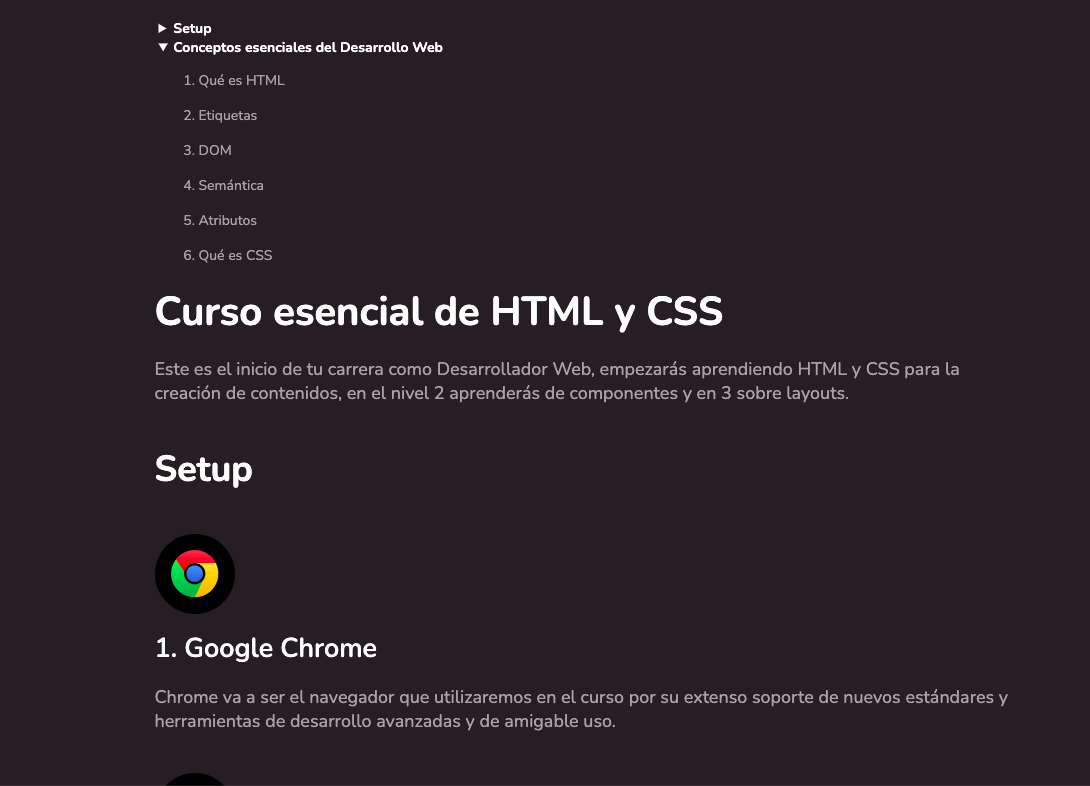 Setup
Conceptos esenciales del Desarrollo Web
1. Qué es HTML
2. Etiquetas
3. DOM
4. Semántica
5. Atributos
6. Qué es CSS
Curso esencial de HTML y CSS
Este es el inicio de tu carrera como Desarrollador Web, empezarás aprendiendo HTML y CSS para la
creación de contenidos, en el nivel 2 aprenderás de componentes y en 3 sobre layouts.
Setup
1. Google Chrome
Chrome va a ser el navegador que utilizaremos en el curso por su extenso soporte de nuevos estándares y
herramientas de desarrollo avanzadas y de amigable uso.